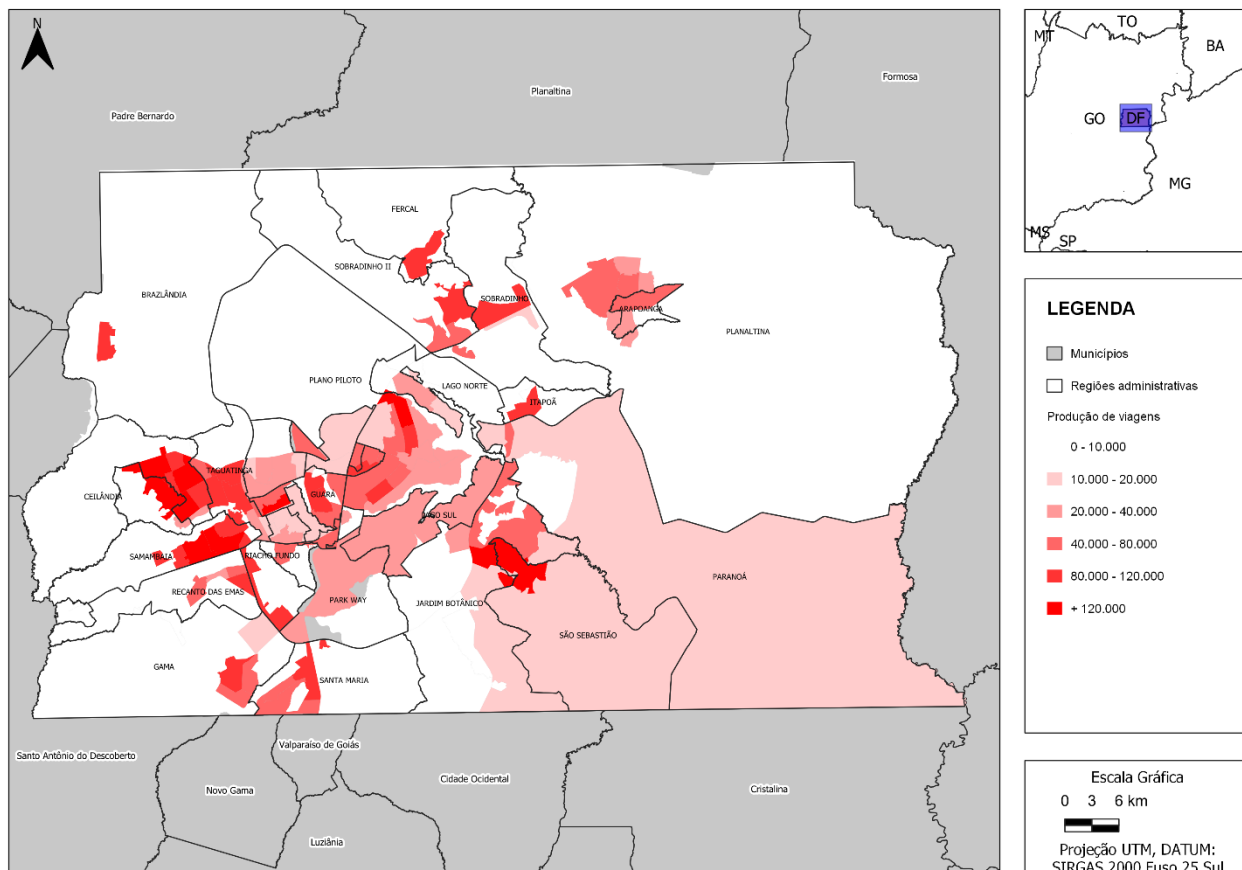 N
Formosa
Planaltina
Padre Bernardo
FERCAL
SOBRADINHO II
BRAZLÂNDIA
SOBRADINHO
ARAPOANGA
PLANALTINA
PLANO PILOTO
LAGO NORTE
ITAPOÃ
TAGUATINGA
CEILÂNDIA
GUARÁ
LAGO SUL
SAMAMBAIA
RIACHO FUNDO
RECANTO DAS EMAS
PARK WAY
JARDIM BOTÂNICO
PARANOÁ
SÃO SEBASTIÃO
GAMA
SANTA MARIA
Santo Antônio do Descoberto
Valparaíso de Goiás
Novo Gama
Cidade Ocidental
Cristalina
Luziânia
MT
TO
BA
GO
DF
MG
MS
SP
LEGENDA
Municípios
Regiões administrativas
Produção de viagens
0 - 10.000
10.000 - 20.000
20.000 - 40.000
40.000 - 80.000
80.000 - 120.000
+ 120.000
Escala Gráfica
0 3 6 km
Projeção UTM, DATUM:
SIRGAS 2000 Fuso 25 Sul